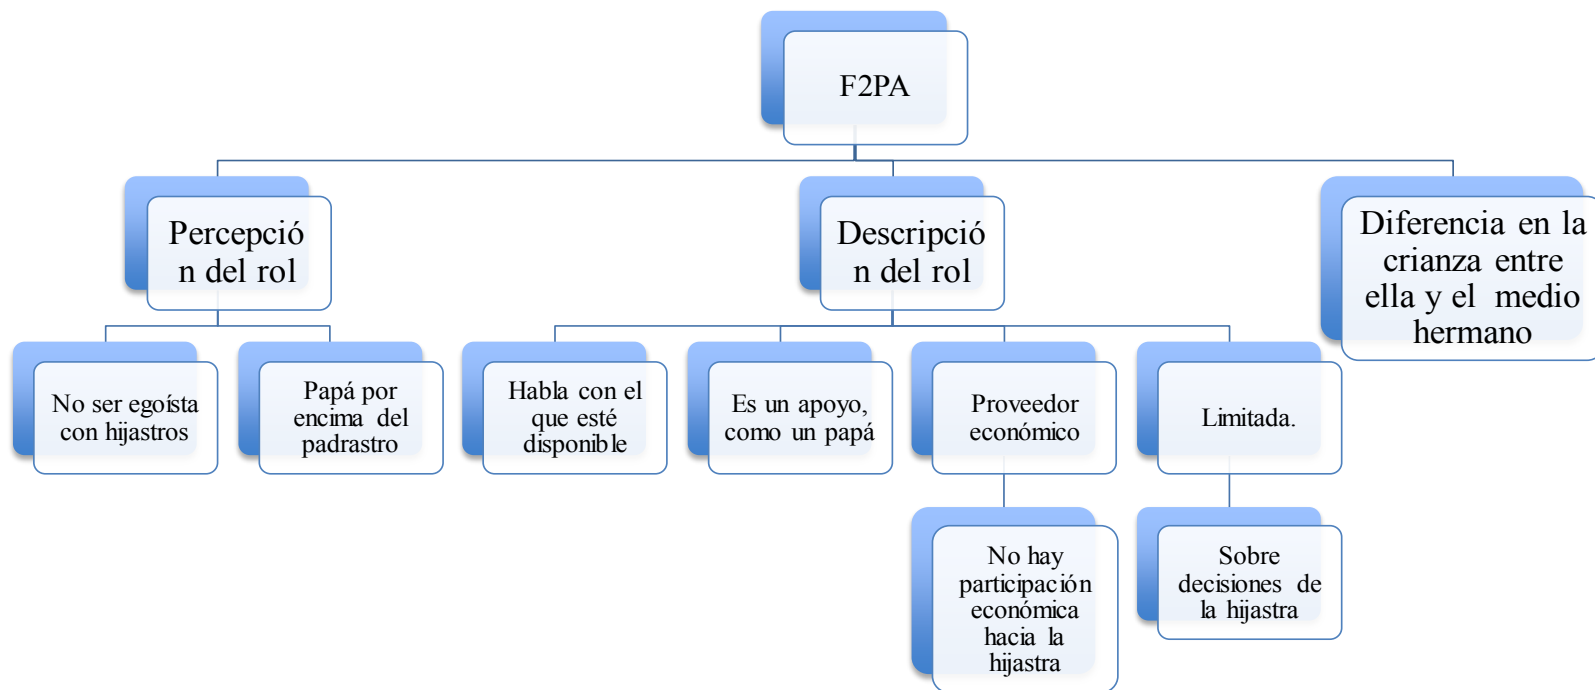 F2PA
Percepció
n del rol
Descripció
n del rol
Diferencia en la
crianza entre
ella y el medio
hermano
No ser egoísta
con hijastros
Papá por
encima del
padrastro
Habla con el
que esté
disponible
Es un apoyo,
como un papá
Proveedor
económico
Limitada.
No hay
participación
económica
hacia la
hijastra
Sobre
decisiones de
la hijastra